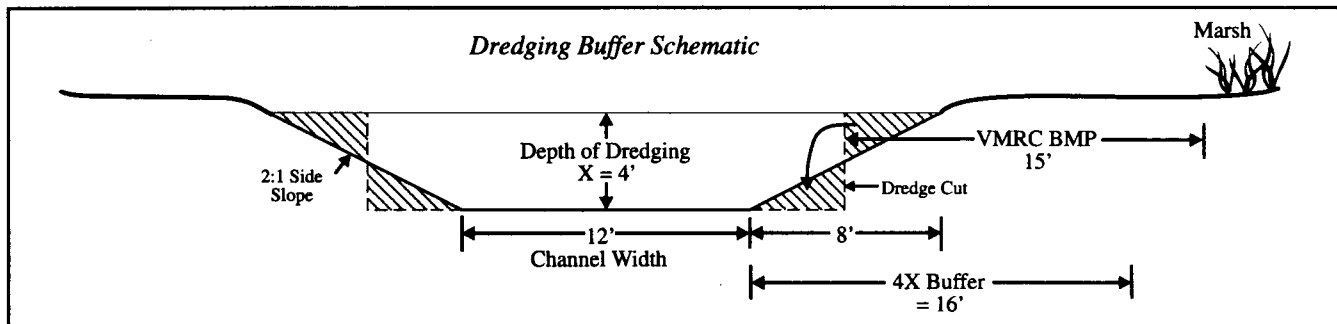 Dredging Buffer Schematic
Marsh
Depth of Dredging
X = 4'
VMRC BMP
15'
2:1 Side
Slope
Dredge Cut
12'
Channel Width
8'
4X Buffer
= 16'